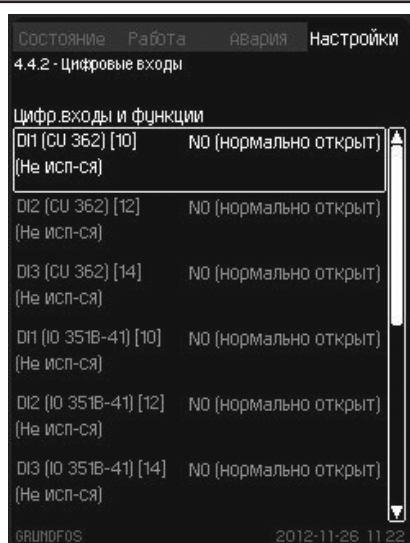 Состояние Работа Авария Настройки
4.4.2 - Цифровые входы
Цифр.входы и функции
DI1 (CU 362) [10] NO (нормально открыт)
(Не исп-ся)
DI2 (CU 362) [12] NO (нормально открыт)
(Не исп-ся)
DI3 (CU 362) [14] NO (нормально открыт)
(Не исп-ся)
DI1 (IO 351B-41) [10] NO (нормально открыт)
(Не исп-ся)
DI2 (IO 351B-41) [12] NO (нормально открыт)
(Не исп-ся)
DI3 (IO 351B-41) [14] NO (нормально открыт)
(Не исп-ся)
GRUNDFOS 2012-11-26 11:22